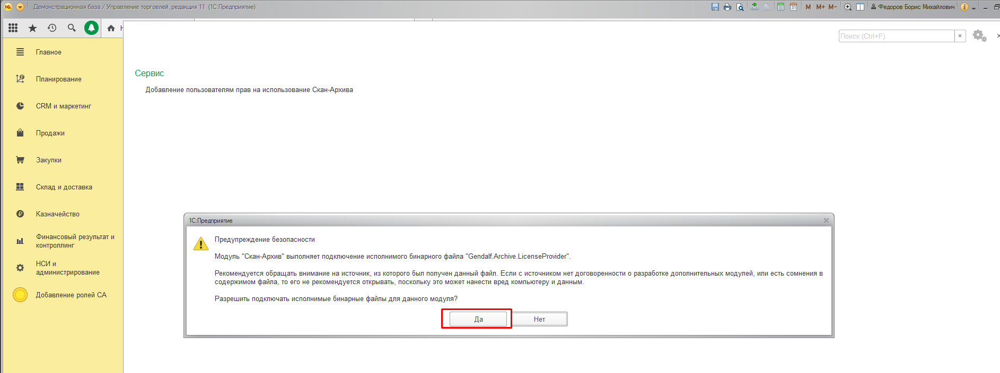 Демонстрационная база / Управление торговлей, редакция 11 (1С:Предприятие)
M M+ M- Федоров Борис Михайлович
Поиск (Ctrl+F)
Главное
Сервис
Планирование
Добавление пользователям прав на использование Скан-Архива
CRM и маркетинг
Продажи
Закупки
Склад и доставка
Казначейство
Финансовый результат и
контроллинг
НСИ и
администрирование
Добавление ролей СА
1С:Предприятие
Предупреждение безопасности
Модуль "Скан-Архив" выполняет подключение исполнимого бинарного файла "Gendalf.Archive.LicenseProvider".
Рекомендуется обращать внимание на источник, из которого был получен данный файл. Если с источником нет договоренности о разработке дополнительных модулей, или есть сомнения в
содержимом файла, то его не рекомендуется открывать, поскольку это может нанести вред компьютеру и данным.
Разрешить подключать исполнимые бинарные файлы для данного модуля?
Да
Нет